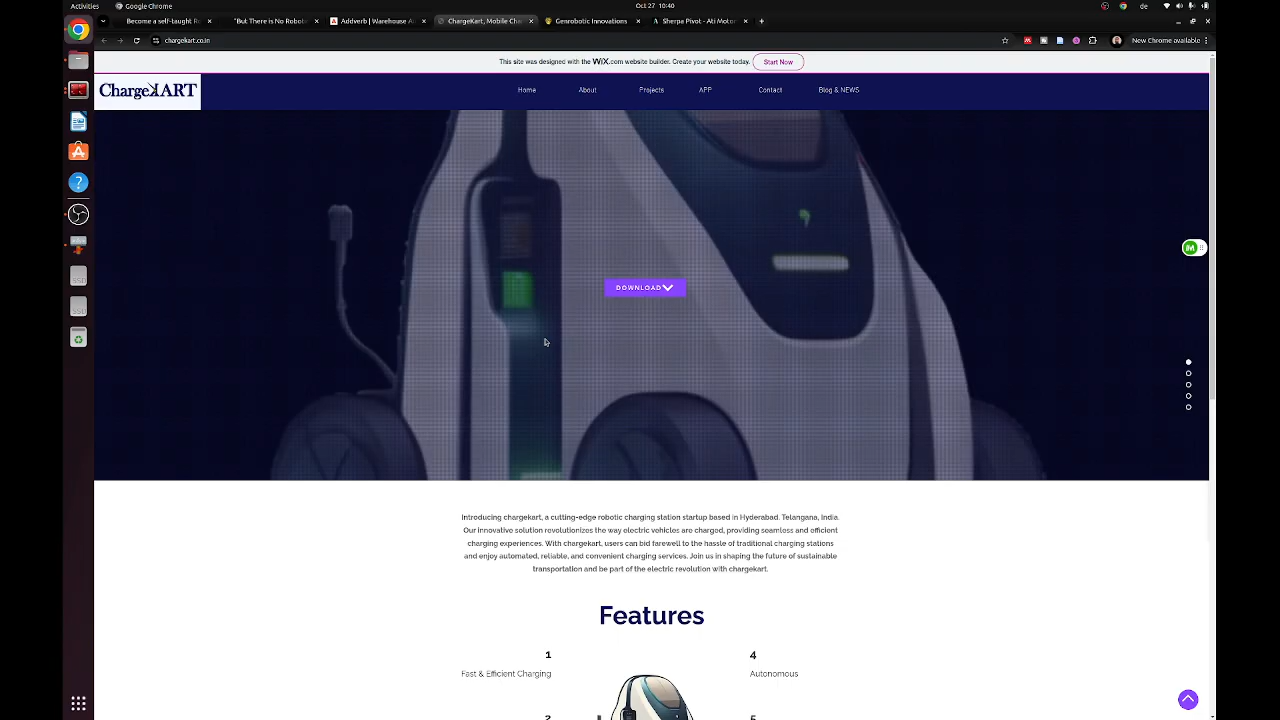 Activities
Google Chrome
Oct 27 10:40
de
Become a self-taught Ro
"But There is No Robotic
Addverb | Warehouse A
ChargeKart, Mobile Cha
Genrobotic Innovations
Sherpa Pivot - Ati Motor
chargekart.co.in
New Chrome available
This site was designed with the WiX.com website builder. Create your website today.
Start Now
ChargeKART
Home
About
Projects
APP
Contact
Blog & NEWS
DOWNLOAD
Introducing chargekart, a cutting-edge robotic charging station startup based in Hyderabad, Telangana, India.
Our innovative solution revolutionizes the way electric vehicles are charged, providing seamless and efficient
charging experiences. With chargekart, users can bid farewell to the hassle of traditional charging stations
and enjoy automated, reliable, and convenient charging services. Join us in shaping the future of sustainable
transportation and be part of the electric revolution with chargekart.
Features
1
4
Fast & Efficient Charging
Autonomous
2
5